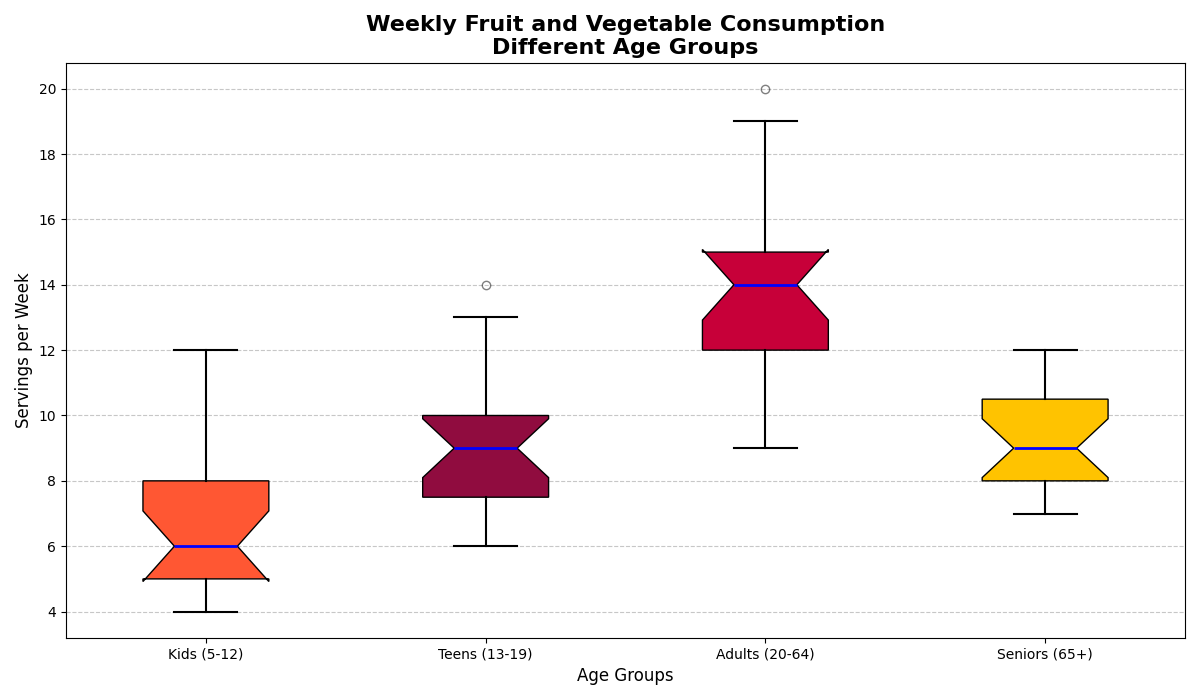 Weekly Fruit and Vegetable Consumption
Different Age Groups
Servings per Week
20
18
16
14
12
10
8
6
4
Kids (5-12)
Teens (13-19)
Adults (20-64)
Seniors (65+)
Age Groups